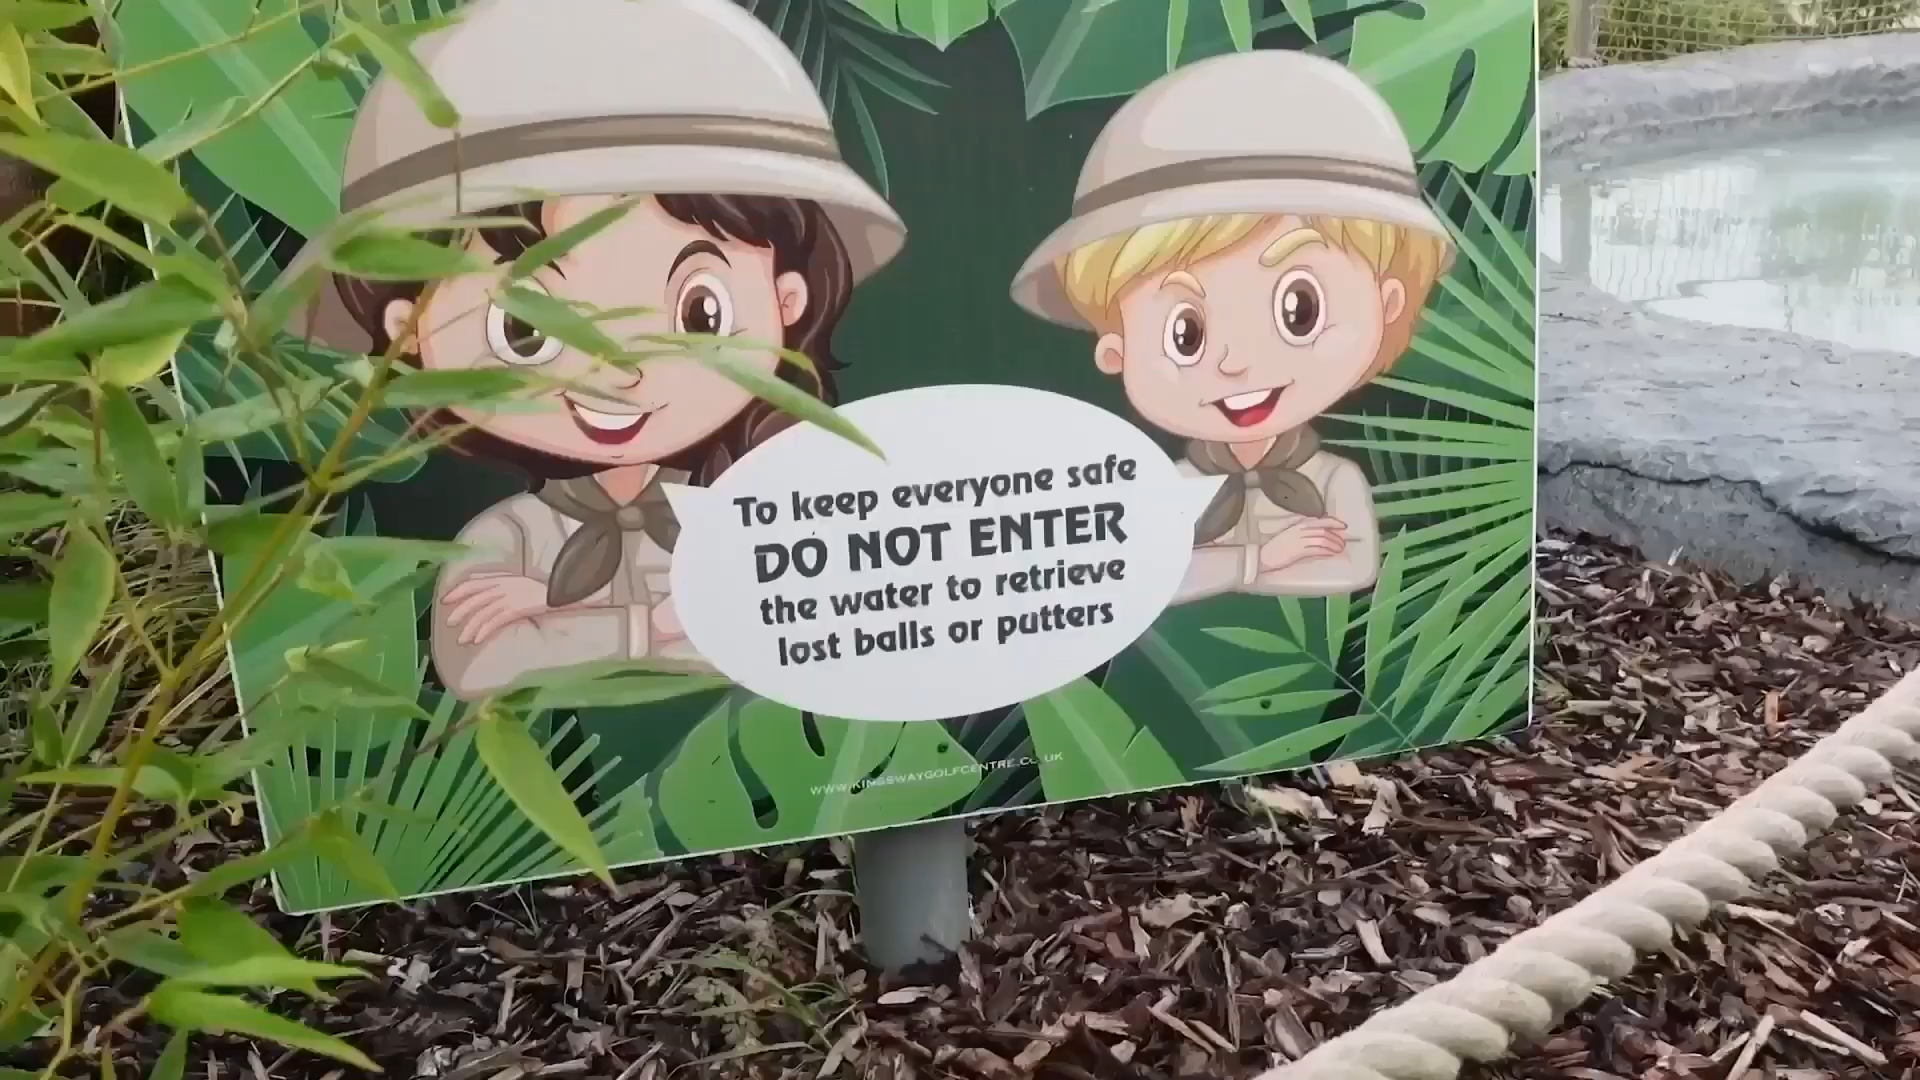 To keep everyone safe
DO NOT ENTER
the water to retrieve
lost balls or putters
WWW.KINGSWAYGOLFCENTRE.CO.UK